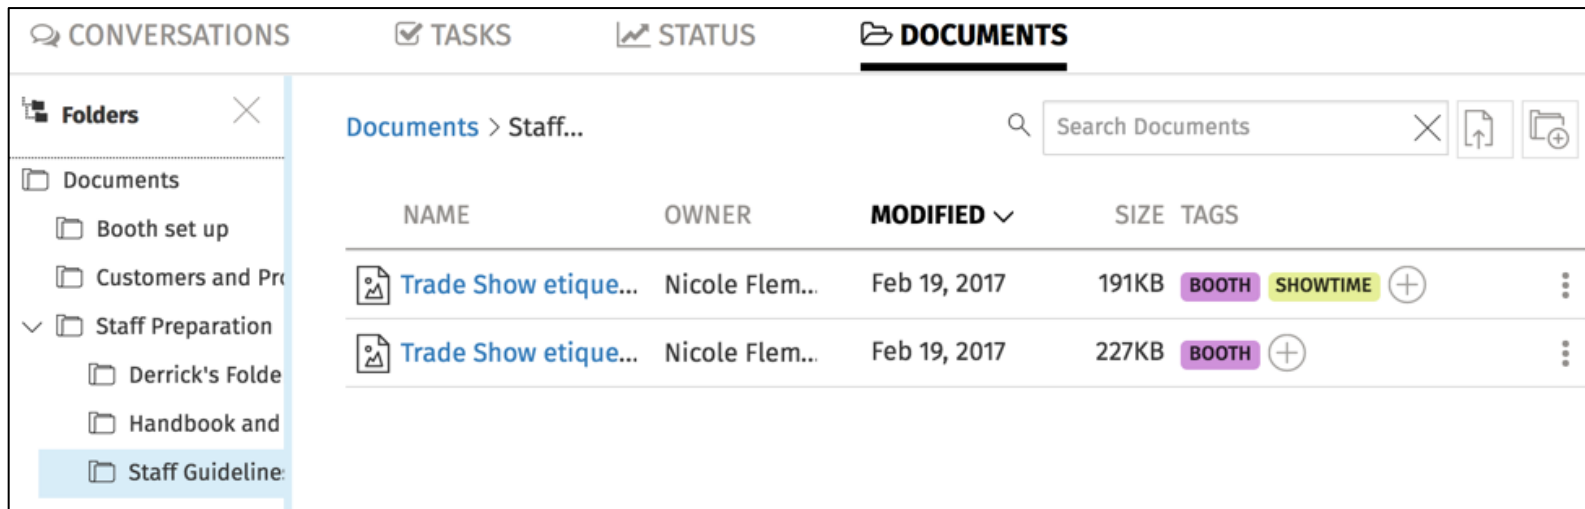 CONVERSATIONS TASKS STATUS DOCUMENTS
Folders
Documents
Booth set up
Customers and Pro
Staff Preparation
Derrick's Folde
Handbook and
Staff Guidelines
Documents > Staff...
Search Documents
NAME OWNER MODIFIED SIZE TAGS
Trade Show etique... Nicole Flem... Feb 19, 2017 191KB BOOTH SHOWTIME
Trade Show etique... Nicole Flem... Feb 19, 2017 227KB BOOTH